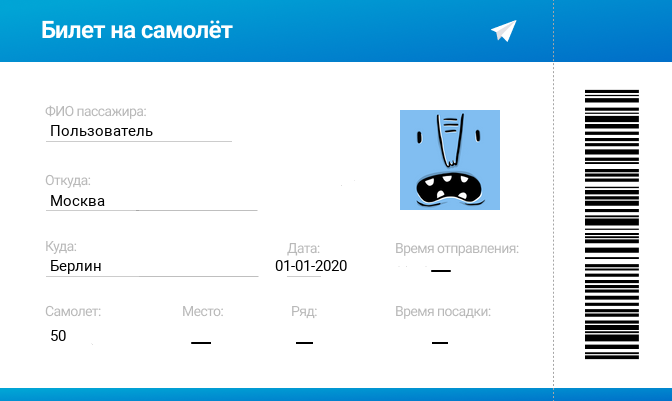 Билет на самолёт
ФИО пассажира:
Пользователь
Откуда:
Москва
Куда:
Берлин
Дата:
01-01-2020
Время отправления:
—
Самолет:
50
Место:
—
Ряд:
—
Время посадки:
—